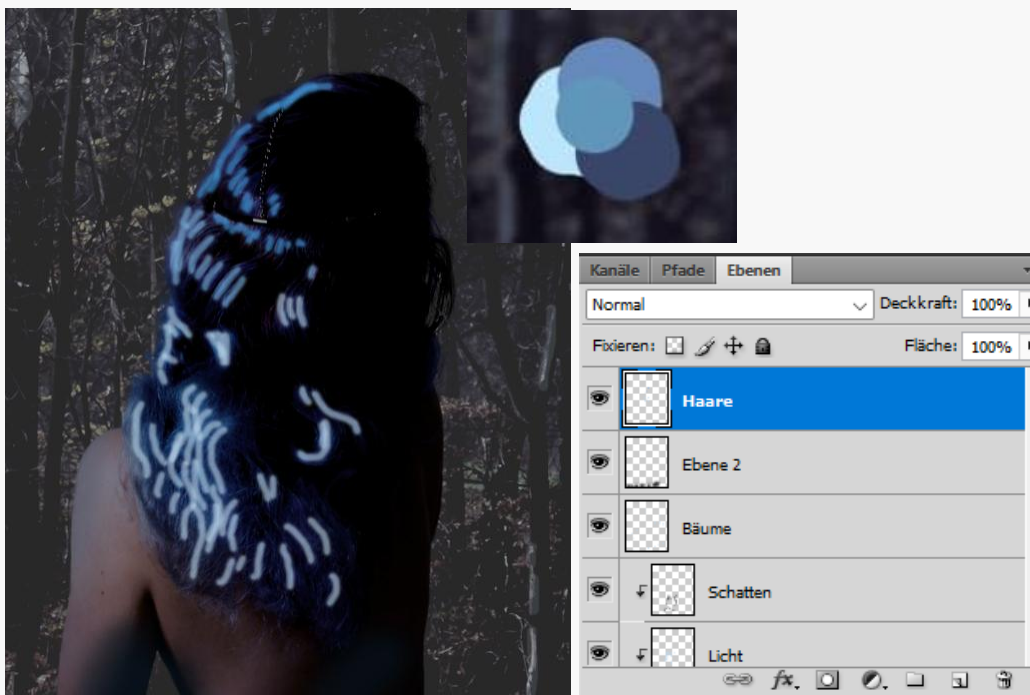 Kanäle Pfade Ebenen
Normal Deckkraft: 100%
Fixieren: Fläche: 100%
Haare
Ebene 2
Bäume
Schatten
Licht
fx.